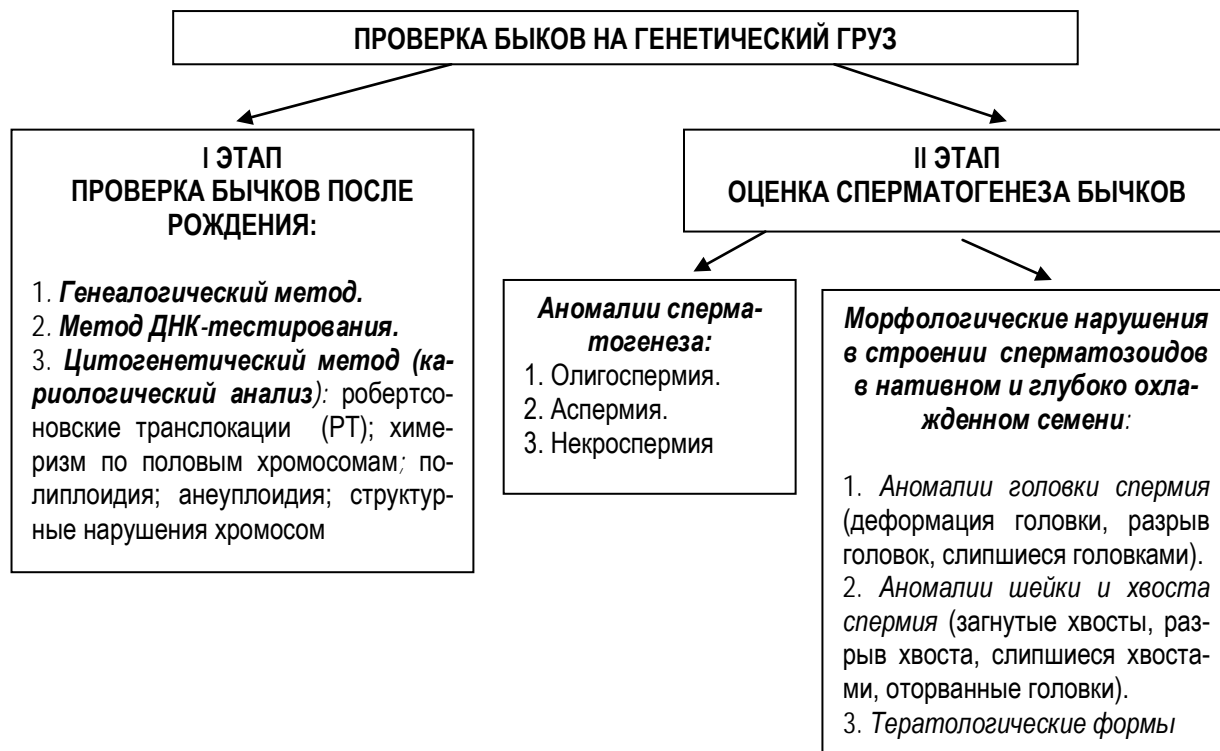 ПРОВЕРКА БЫКОВ НА ГЕНЕТИЧЕСКИЙ ГРУЗ
I ЭТАП
ПРОВЕРКА БЫЧКОВ ПОСЛЕ
РОЖДЕНИЯ:
1. Генеалогический метод.
2. Метод ДНК-тестирования.
3. Цитогенетический метод (ка-
риологический анализ): робертсо-
новские транслокации (РТ); химе-
ризм по половым хромосомам; по-
липлоидия; анеуплоидия; структур-
ные нарушения хромосом
II ЭТАП
ОЦЕНКА СПЕРМАТОГЕНЕЗА БЫЧКОВ
Аномалии сперма-
тогенеза:
1. Олигоспермия.
2. Аспермия.
3. Некроспермия
Морфологические нарушения
в строении сперматозоидов
в нативном и глубоко охла-
жденном семени:
1. Аномалии головки спермия
(деформация головки, разрыв
головок, слипшиеся головками).
2. Аномалии шейки и хвоста
спермия (загнутые хвосты, раз-
рыв хвоста, слипшиеся хвоста-
ми, оторванные головки).
3. Тератологические формы